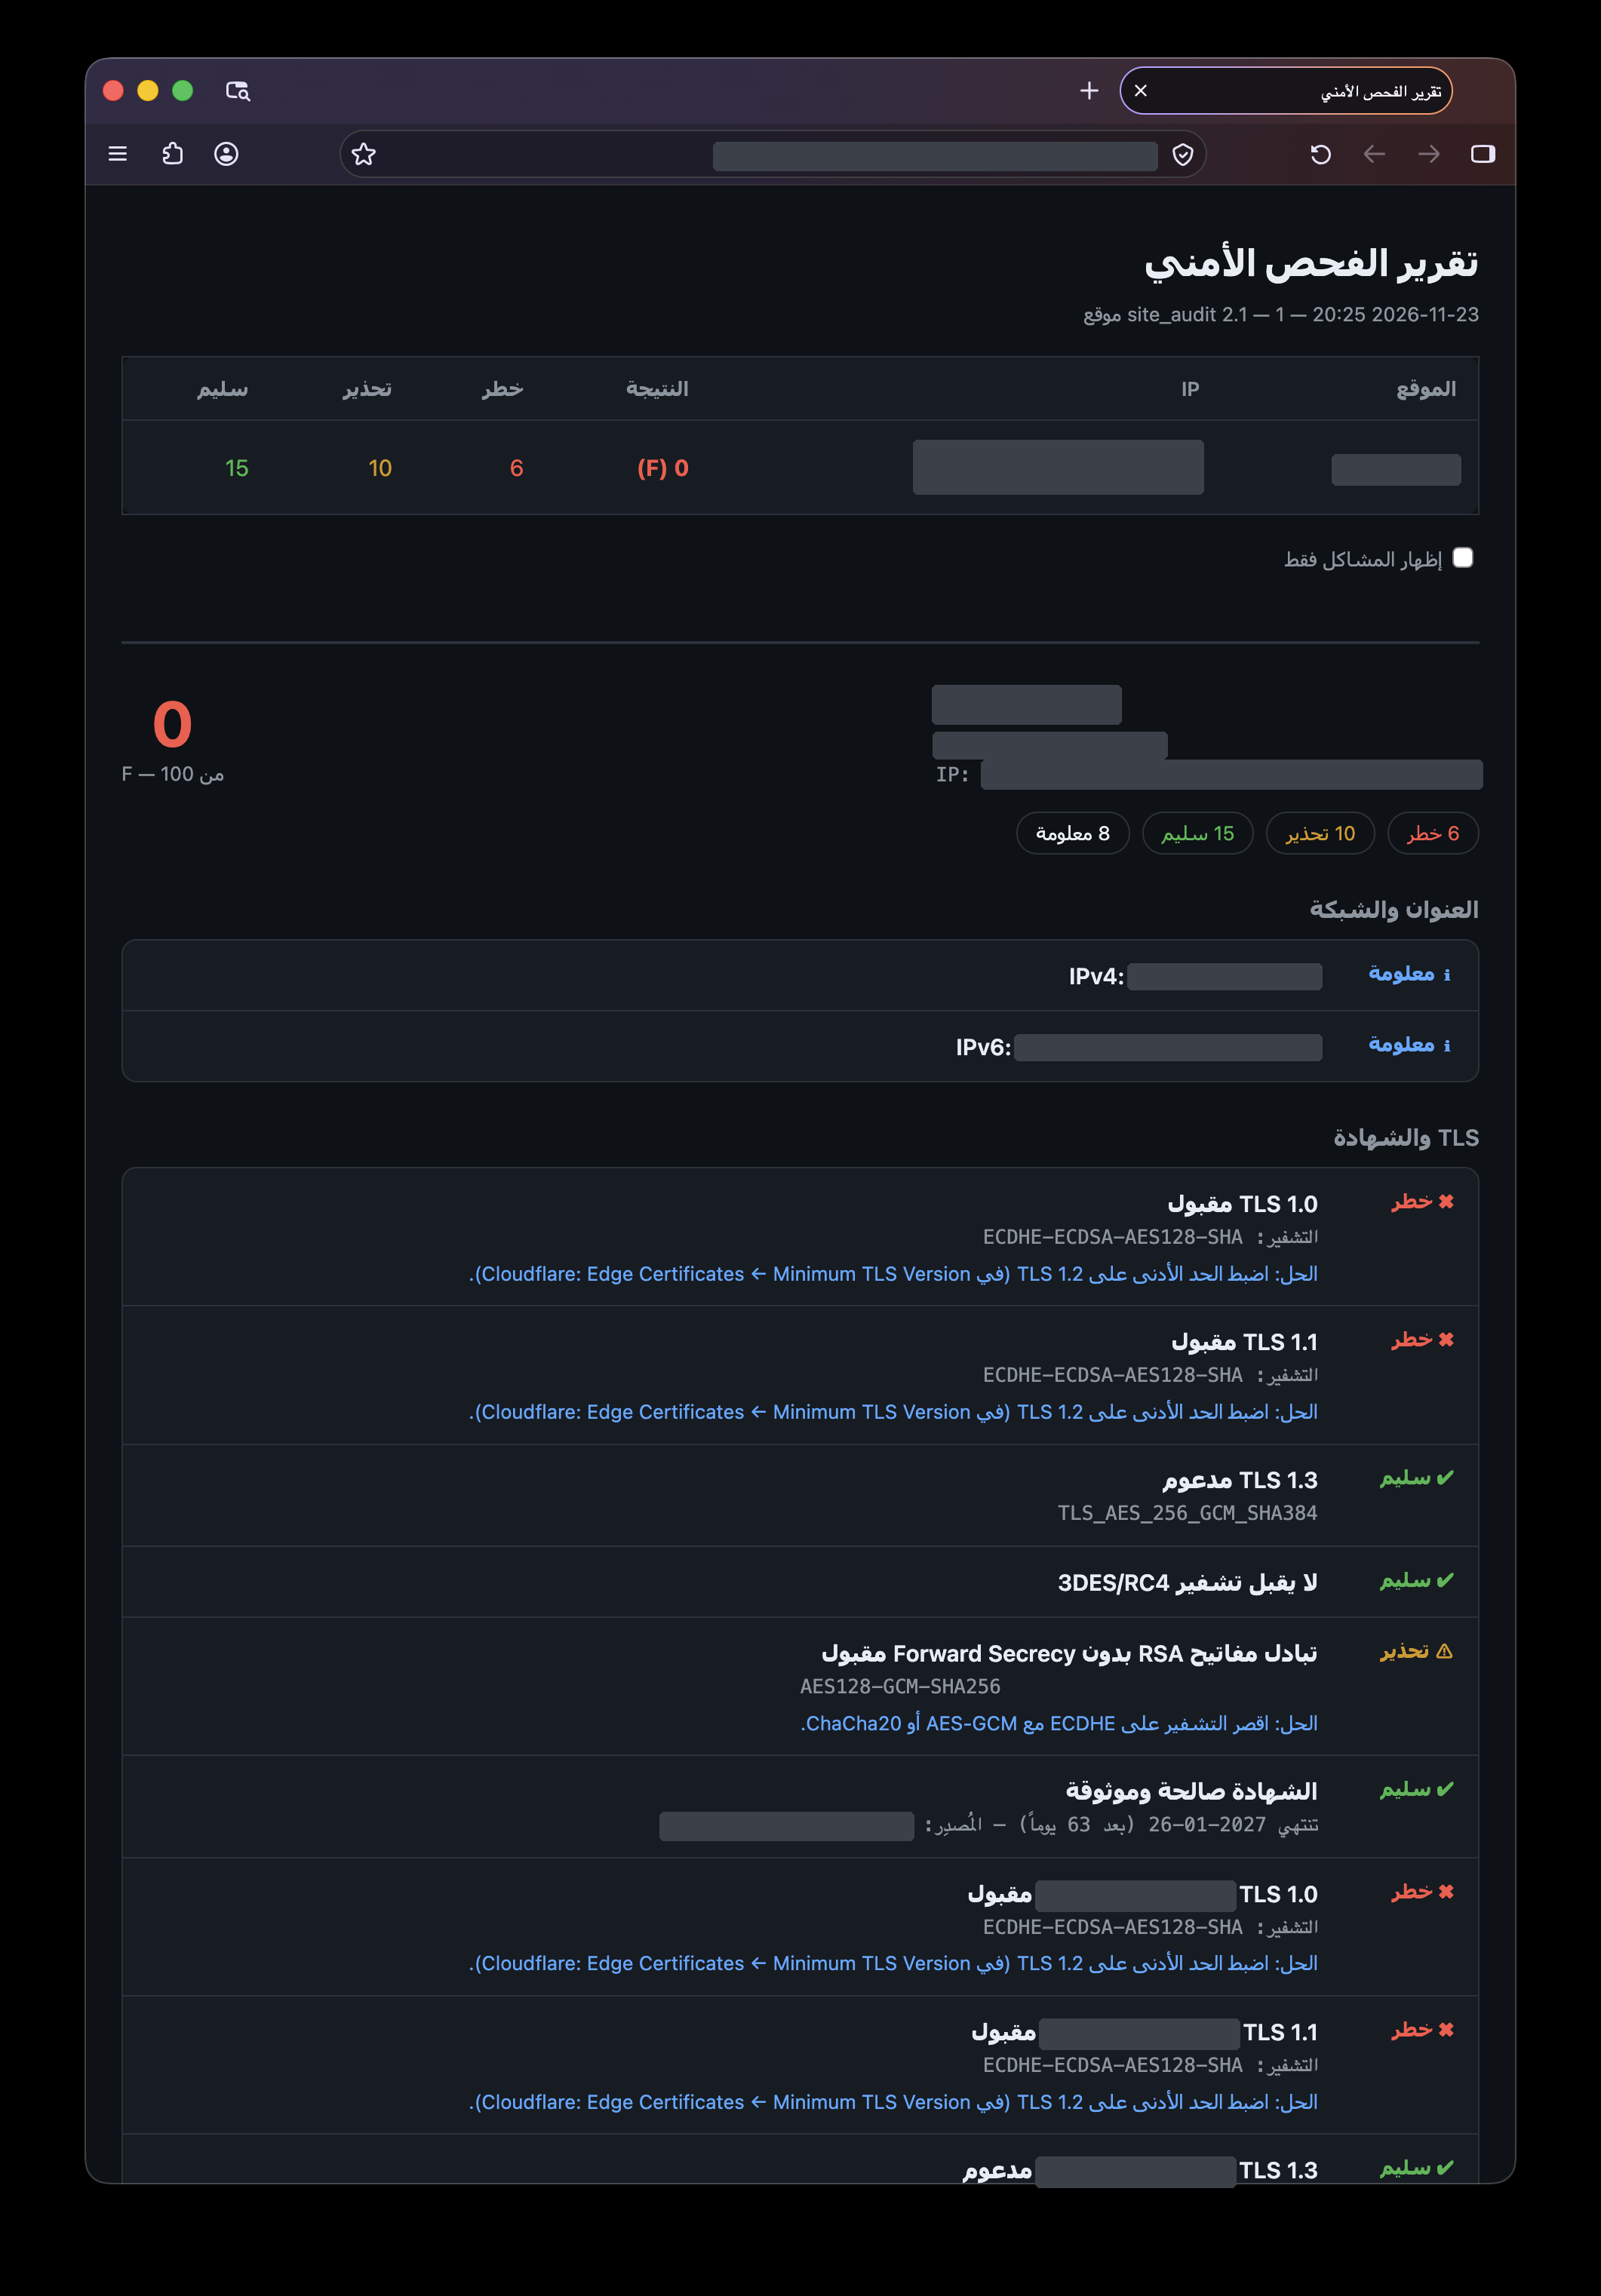 تقرير الفحص الأمني
تقرير الفحص الأمني
site_audit 2.1 — 1 — 20:25 2026-11-23 موقع
الموقع IP النتيجة خطر تحذير سليم
0 (F) 6 10 15
إظهار المشاكل فقط
0
من 100 — F
IP:
6 خطر 10 تحذير 15 سليم 8 معلومة
العنوان والشبكة
معلومة IPv4:
معلومة IPv6:
TLS والشهادة
✖ خطر TLS 1.0 مقبول
التشفير: ECDHE-ECDSA-AES128-SHA
الحل: اضبط الحد الأدنى على TLS 1.2 (في Cloudflare: Edge Certificates ← Minimum TLS Version).
✖ خطر TLS 1.1 مقبول
التشفير: ECDHE-ECDSA-AES128-SHA
الحل: اضبط الحد الأدنى على TLS 1.2 (في Cloudflare: Edge Certificates ← Minimum TLS Version).
✔ سليم TLS 1.3 مدعوم
TLS_AES_256_GCM_SHA384
✔ سليم لا يقبل تشفير 3DES/RC4
⚠ تحذير تبادل مفاتيح RSA بدون Forward Secrecy مقبول
AES128-GCM-SHA256
الحل: اقصر التشفير على ECDHE مع AES-GCM أو ChaCha20.
✔ سليم الشهادة صالحة وموثوقة
تنتهي 2027-01-26 (بعد 63 يوماً) — المُصدِر:
✖ خطر TLS 1.0 مقبول
التشفير: ECDHE-ECDSA-AES128-SHA
الحل: اضبط الحد الأدنى على TLS 1.2 (في Cloudflare: Edge Certificates ← Minimum TLS Version).
✖ خطر TLS 1.1 مقبول
التشفير: ECDHE-ECDSA-AES128-SHA
الحل: اضبط الحد الأدنى على TLS 1.2 (في Cloudflare: Edge Certificates ← Minimum TLS Version).
✔ سليم TLS 1.3 مدعوم